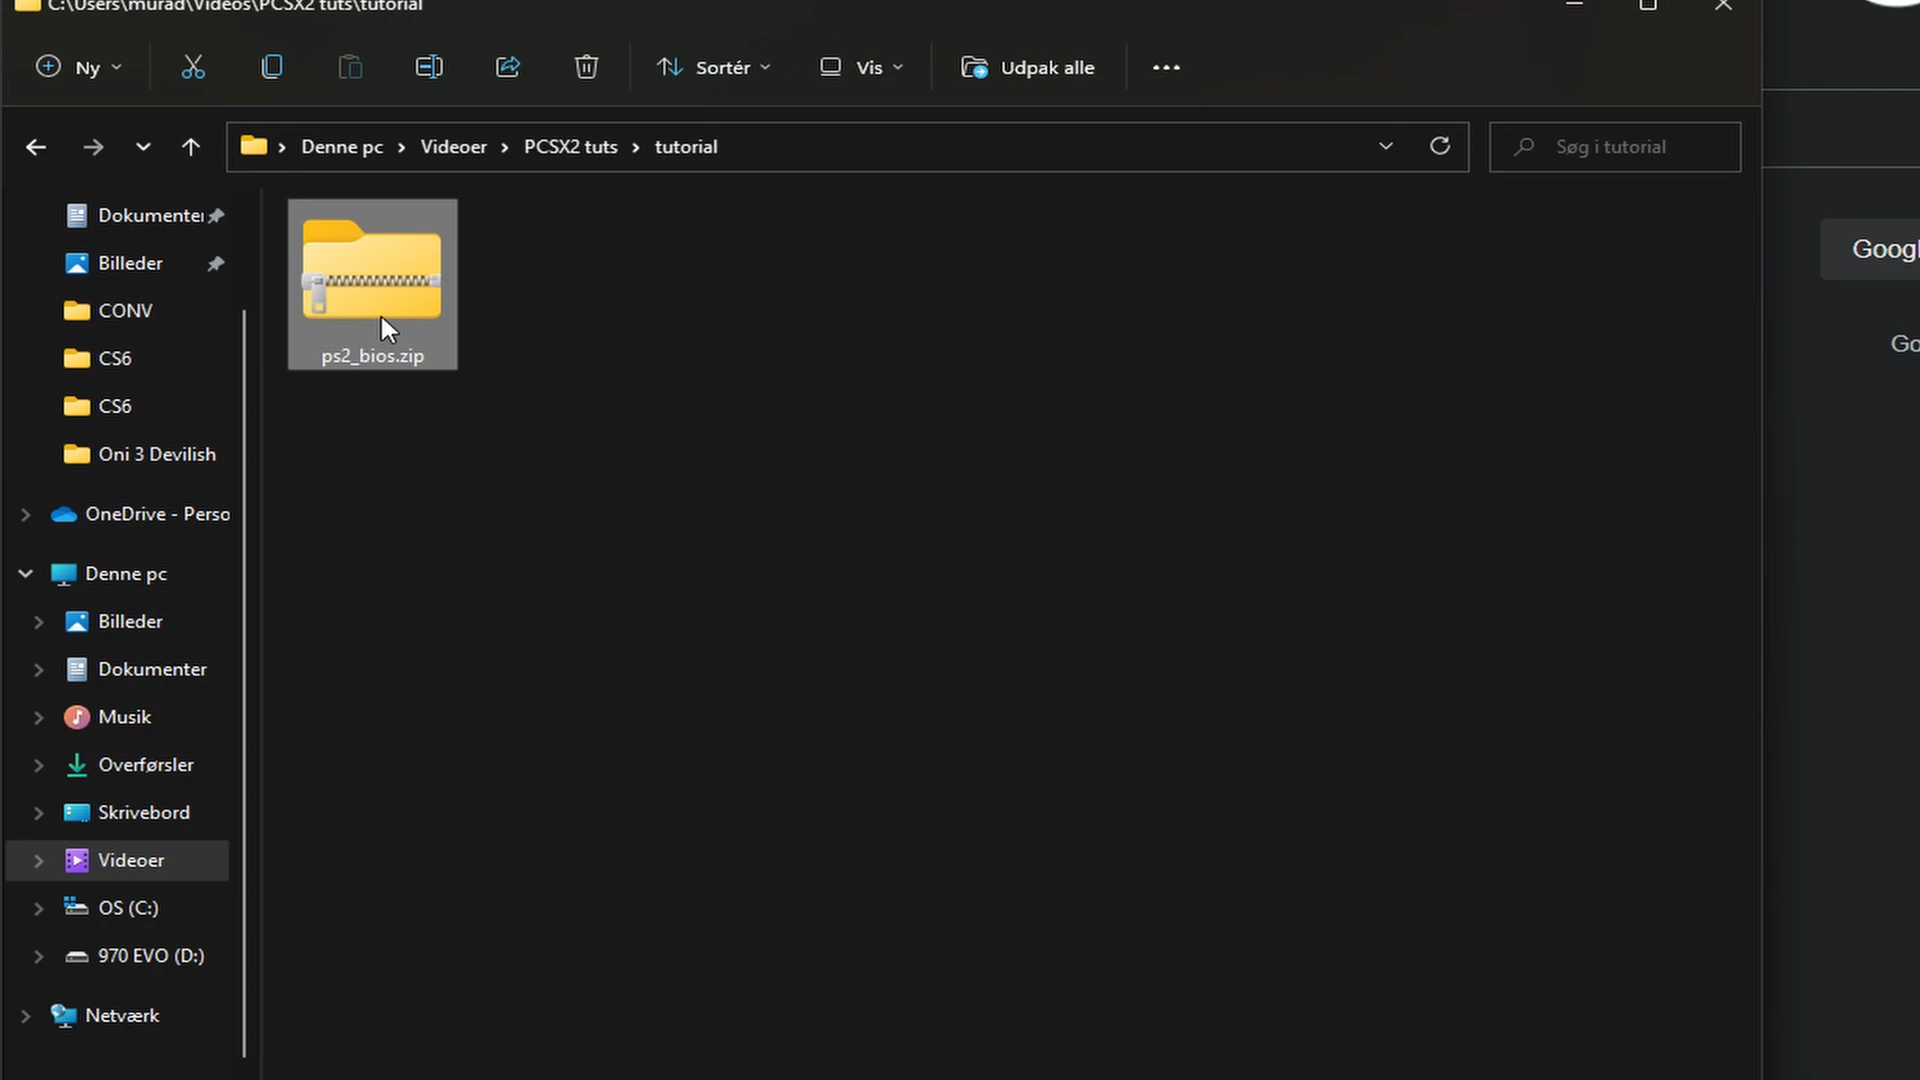 C:\Users\murad\Videos\PCSX2 tuts\tutorial
Ny
Sortér
Vis
Udpak alle
Denne pc
Videoer
PCSX2 tuts
tutorial
Søg i tutorial
Dokumenter
Billeder
CONV
CS6
CS6
Oni 3 Devilish
OneDrive - Perso
Denne pc
Billeder
Dokumenter
Musik
Overførsler
Skrivebord
Videoer
OS (C:)
970 EVO (D:)
Netværk
ps2_bios.zip
Googl
Go